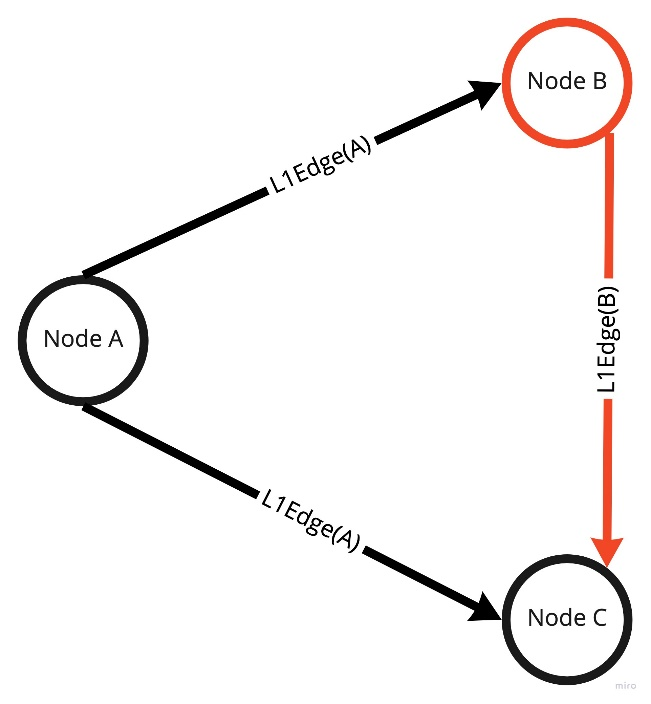 Node B
L1Edge(A)
Node A
L1Edge(B)
L1Edge(A)
Node C
miro